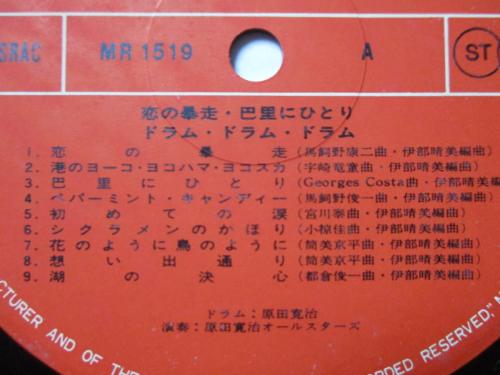 SRAC MR 1519 A ST
恋の暴走・巴里にひとり
ドラム・ドラム・ドラム
1. 恋の暴走 (馬飼野康二曲・伊部晴美編曲)
2. 港のヨーコ・ヨコハマ・ヨコスカ (宇崎竜童曲・伊部晴美編曲)
3. 巴里にひとり (Georges Costa曲・伊部晴美編曲)
4. ペパーミント・キャンディー (馬飼野俊一曲・伊部晴美編曲)
5. 初めての涙 (宮川泰曲・伊部晴美編曲)
6. シクラメンのかほり (小椋佳曲・伊部晴美編曲)
7. 花のように鳥のように (筒美京平曲・伊部晴美編曲)
8. 想い出通り (筒美京平曲・伊部晴美編曲)
9. 湖の決心 (都倉俊一曲・伊部晴美編曲)
ドラム：原田寛治
演奏：原田寛治オールスターズ
CTURER AND OF THE RDED RESERVED,